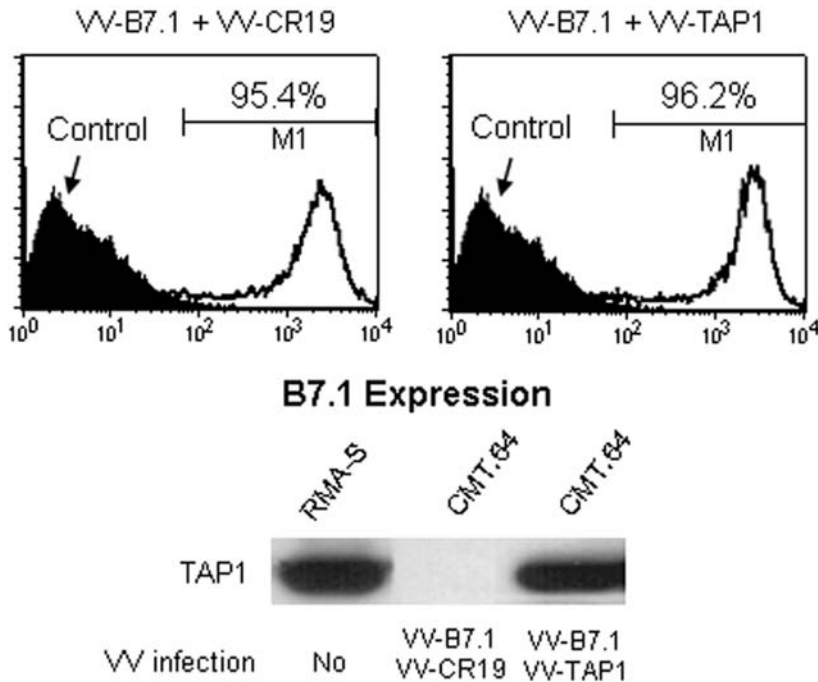 VV-B7.1 + VV-CR19
VV-B7.1 + VV-TAP1
95.4%
M1
Control
96.2%
M1
Control
10^0 10^1 10^2 10^3 10^4
10^0 10^1 10^2 10^3 10^4
B7.1 Expression
RMA-S
CMT.64
CMT.64
TAP1
VV infection
No
VV-B7.1
VV-CR19
VV-B7.1
VV-TAP1